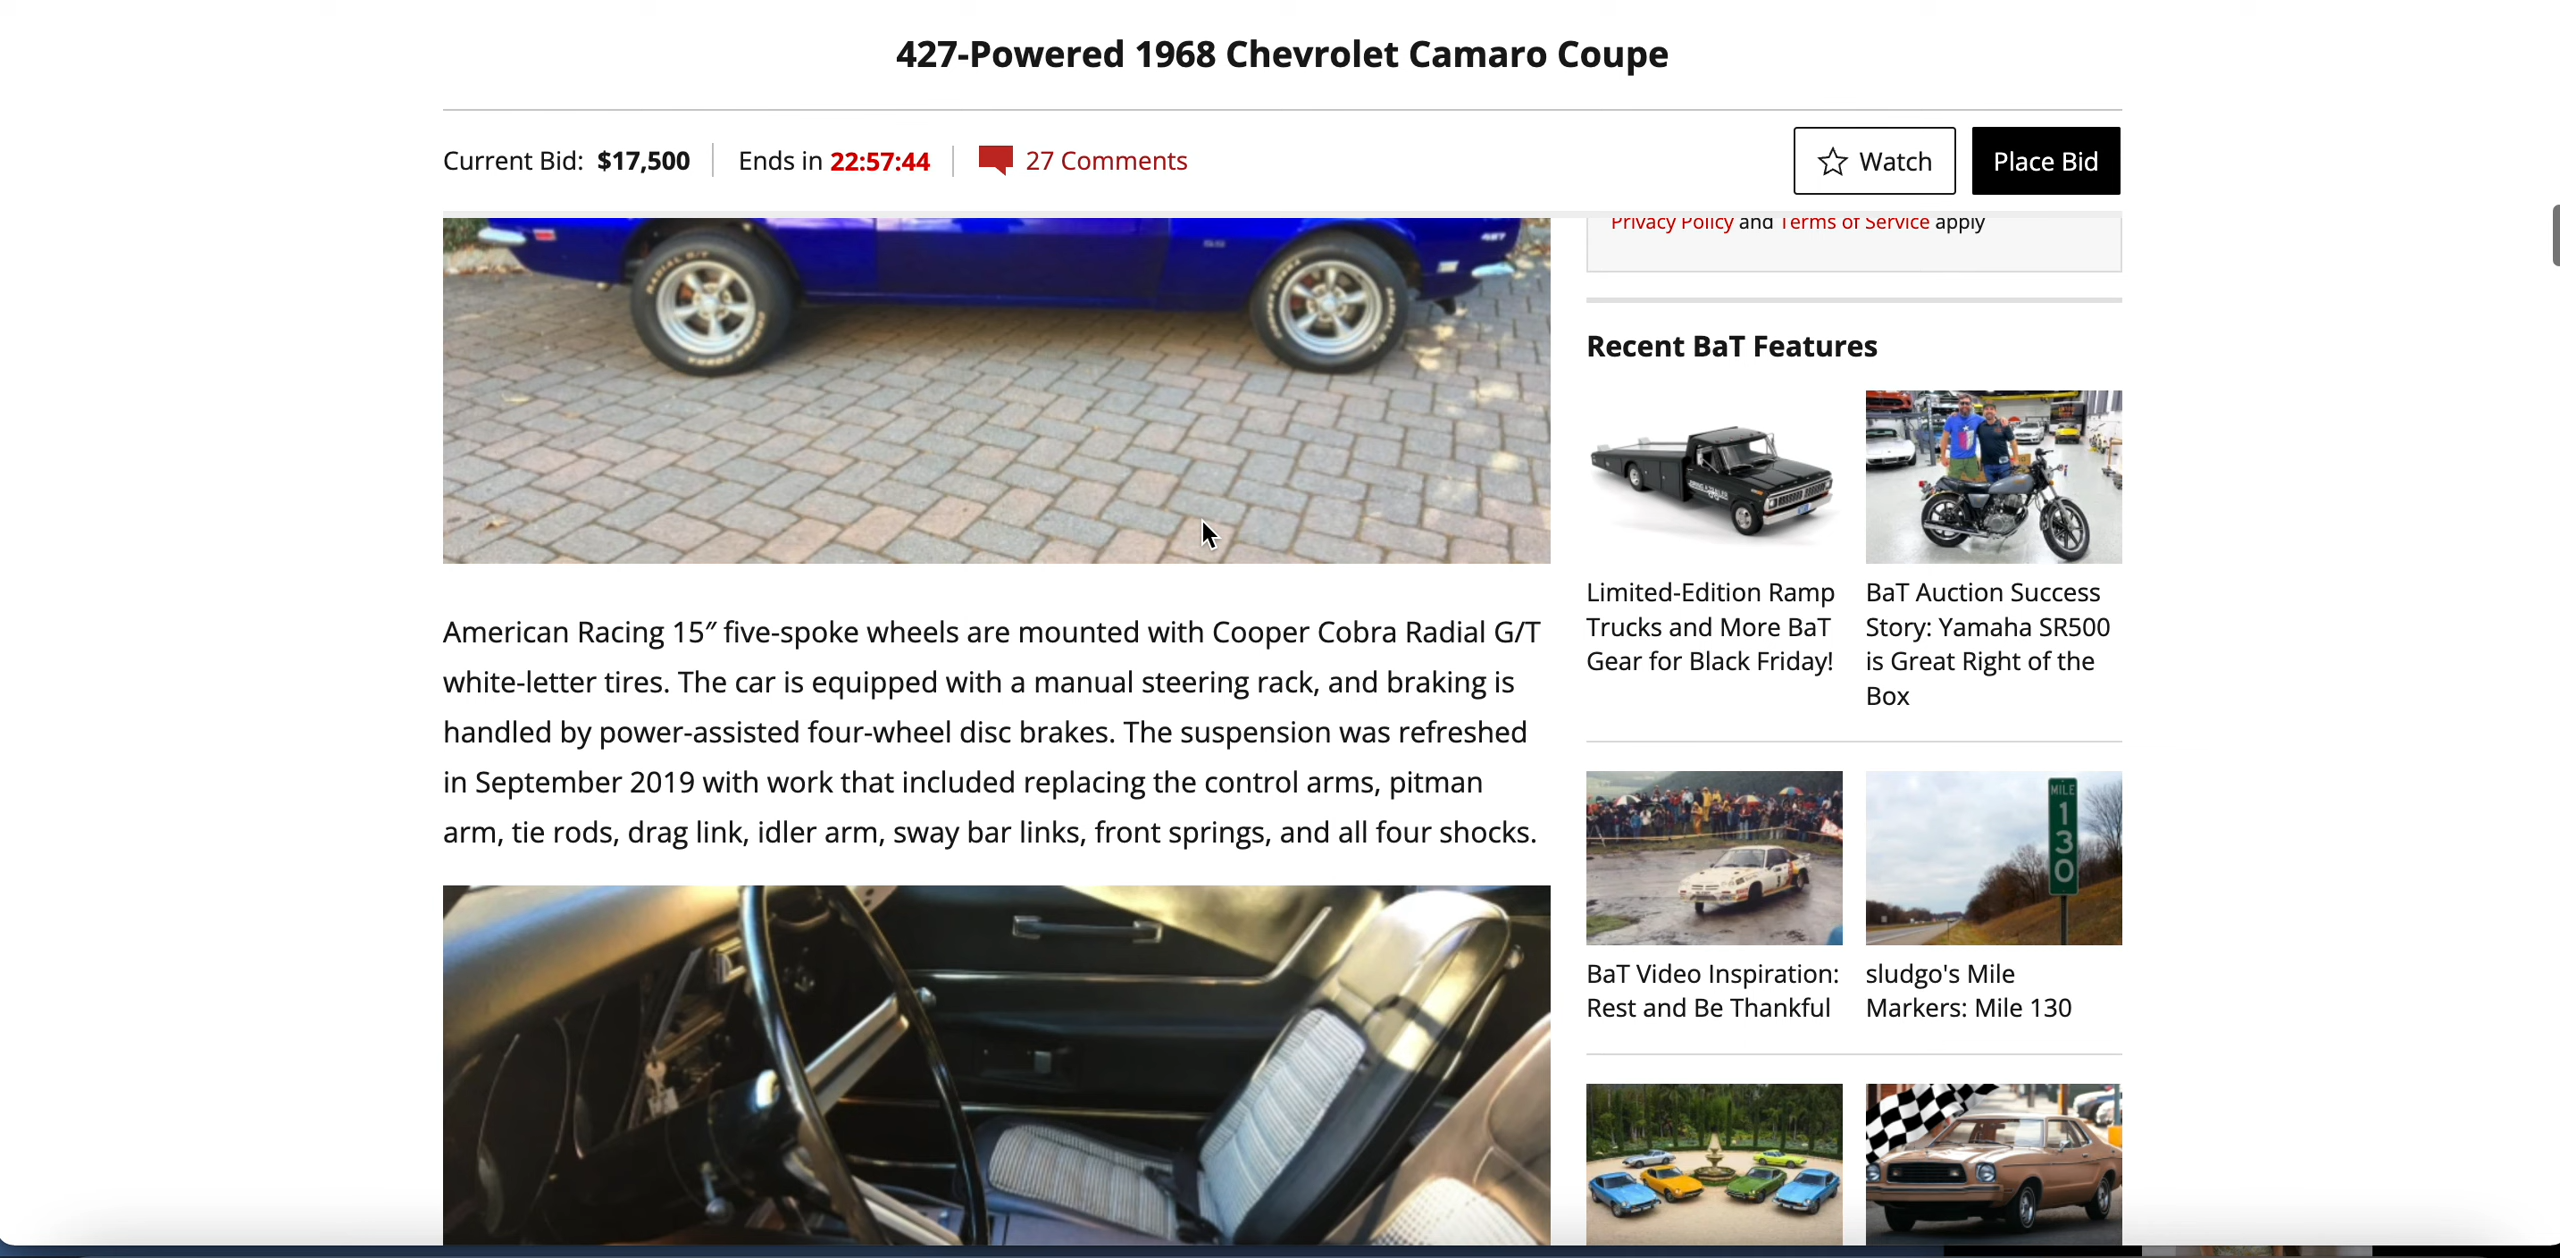 427-Powered 1968 Chevrolet Camaro Coupe
Current Bid: $17,500
Ends in 22:57:44
27 Comments
Watch
Place Bid
Privacy Policy and Terms of Service apply
427
RADIAL G/T
American Racing 15″ five-spoke wheels are mounted with Cooper Cobra Radial G/T
white-letter tires. The car is equipped with a manual steering rack, and braking is
handled by power-assisted four-wheel disc brakes. The suspension was refreshed
in September 2019 with work that included replacing the control arms, pitman
arm, tie rods, drag link, idler arm, sway bar links, front springs, and all four shocks.
Recent BaT Features
Limited-Edition Ramp
Trucks and More BaT
Gear for Black Friday!
BaT Auction Success
Story: Yamaha SR500
is Great Right of the
Box
MILE
1
3
0
BaT Video Inspiration:
Rest and Be Thankful
sludgo's Mile
Markers: Mile 130